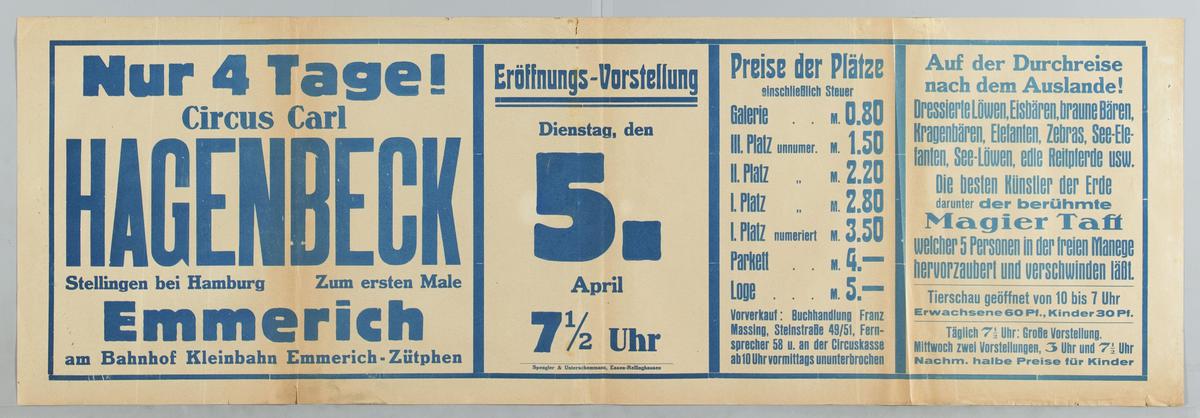 Nur 4 Tage!
Circus Carl
HAGENBECK
Stellingen bei Hamburg Zum ersten Male
Emmerich
am Bahnhof Kleinbahn Emmerich-Zütphen
Eröffnungs-Vorstellung
Dienstag, den
5.
April
7 1/2 Uhr
Spengler & Unterschemmann, Essen-Rellinghausen
Preise der Plätze
einschließlich Steuer
Galerie . . M. 0.80
III. Platz unnumer. M. 1.50
II. Platz „ M. 2.20
I. Platz „ M. 2.80
I. Platz numeriert M. 3.50
Parkett . . M. 4.—
Loge . . . M. 5.—
Vorverkauf: Buchhandlung Franz
Massing, Steinstraße 49/51, Fern-
sprecher 58 u. an der Circuskasse
ab 10 Uhr vormittags ununterbrochen
Auf der Durchreise
nach dem Auslande!
Dressierte Löwen, Eisbären, braune Bären,
Kragenbären, Elefanten, Zebras, See-Ele-
fanten, See-Löwen, edle Reitpferde usw.
Die besten Künstler der Erde
darunter der berühmte
Magier Taft
welcher 5 Personen in der freien Manege
hervorzaubert und verschwinden läßt.
Tierschau geöffnet von 10 bis 7 Uhr
Erwachsene 60 Pf., Kinder 30 Pf.
Täglich 7 1/2 Uhr: Große Vorstellung.
Mittwoch zwei Vorstellungen, 3 Uhr und 7 1/2 Uhr
Nachm. halbe Preise für Kinder